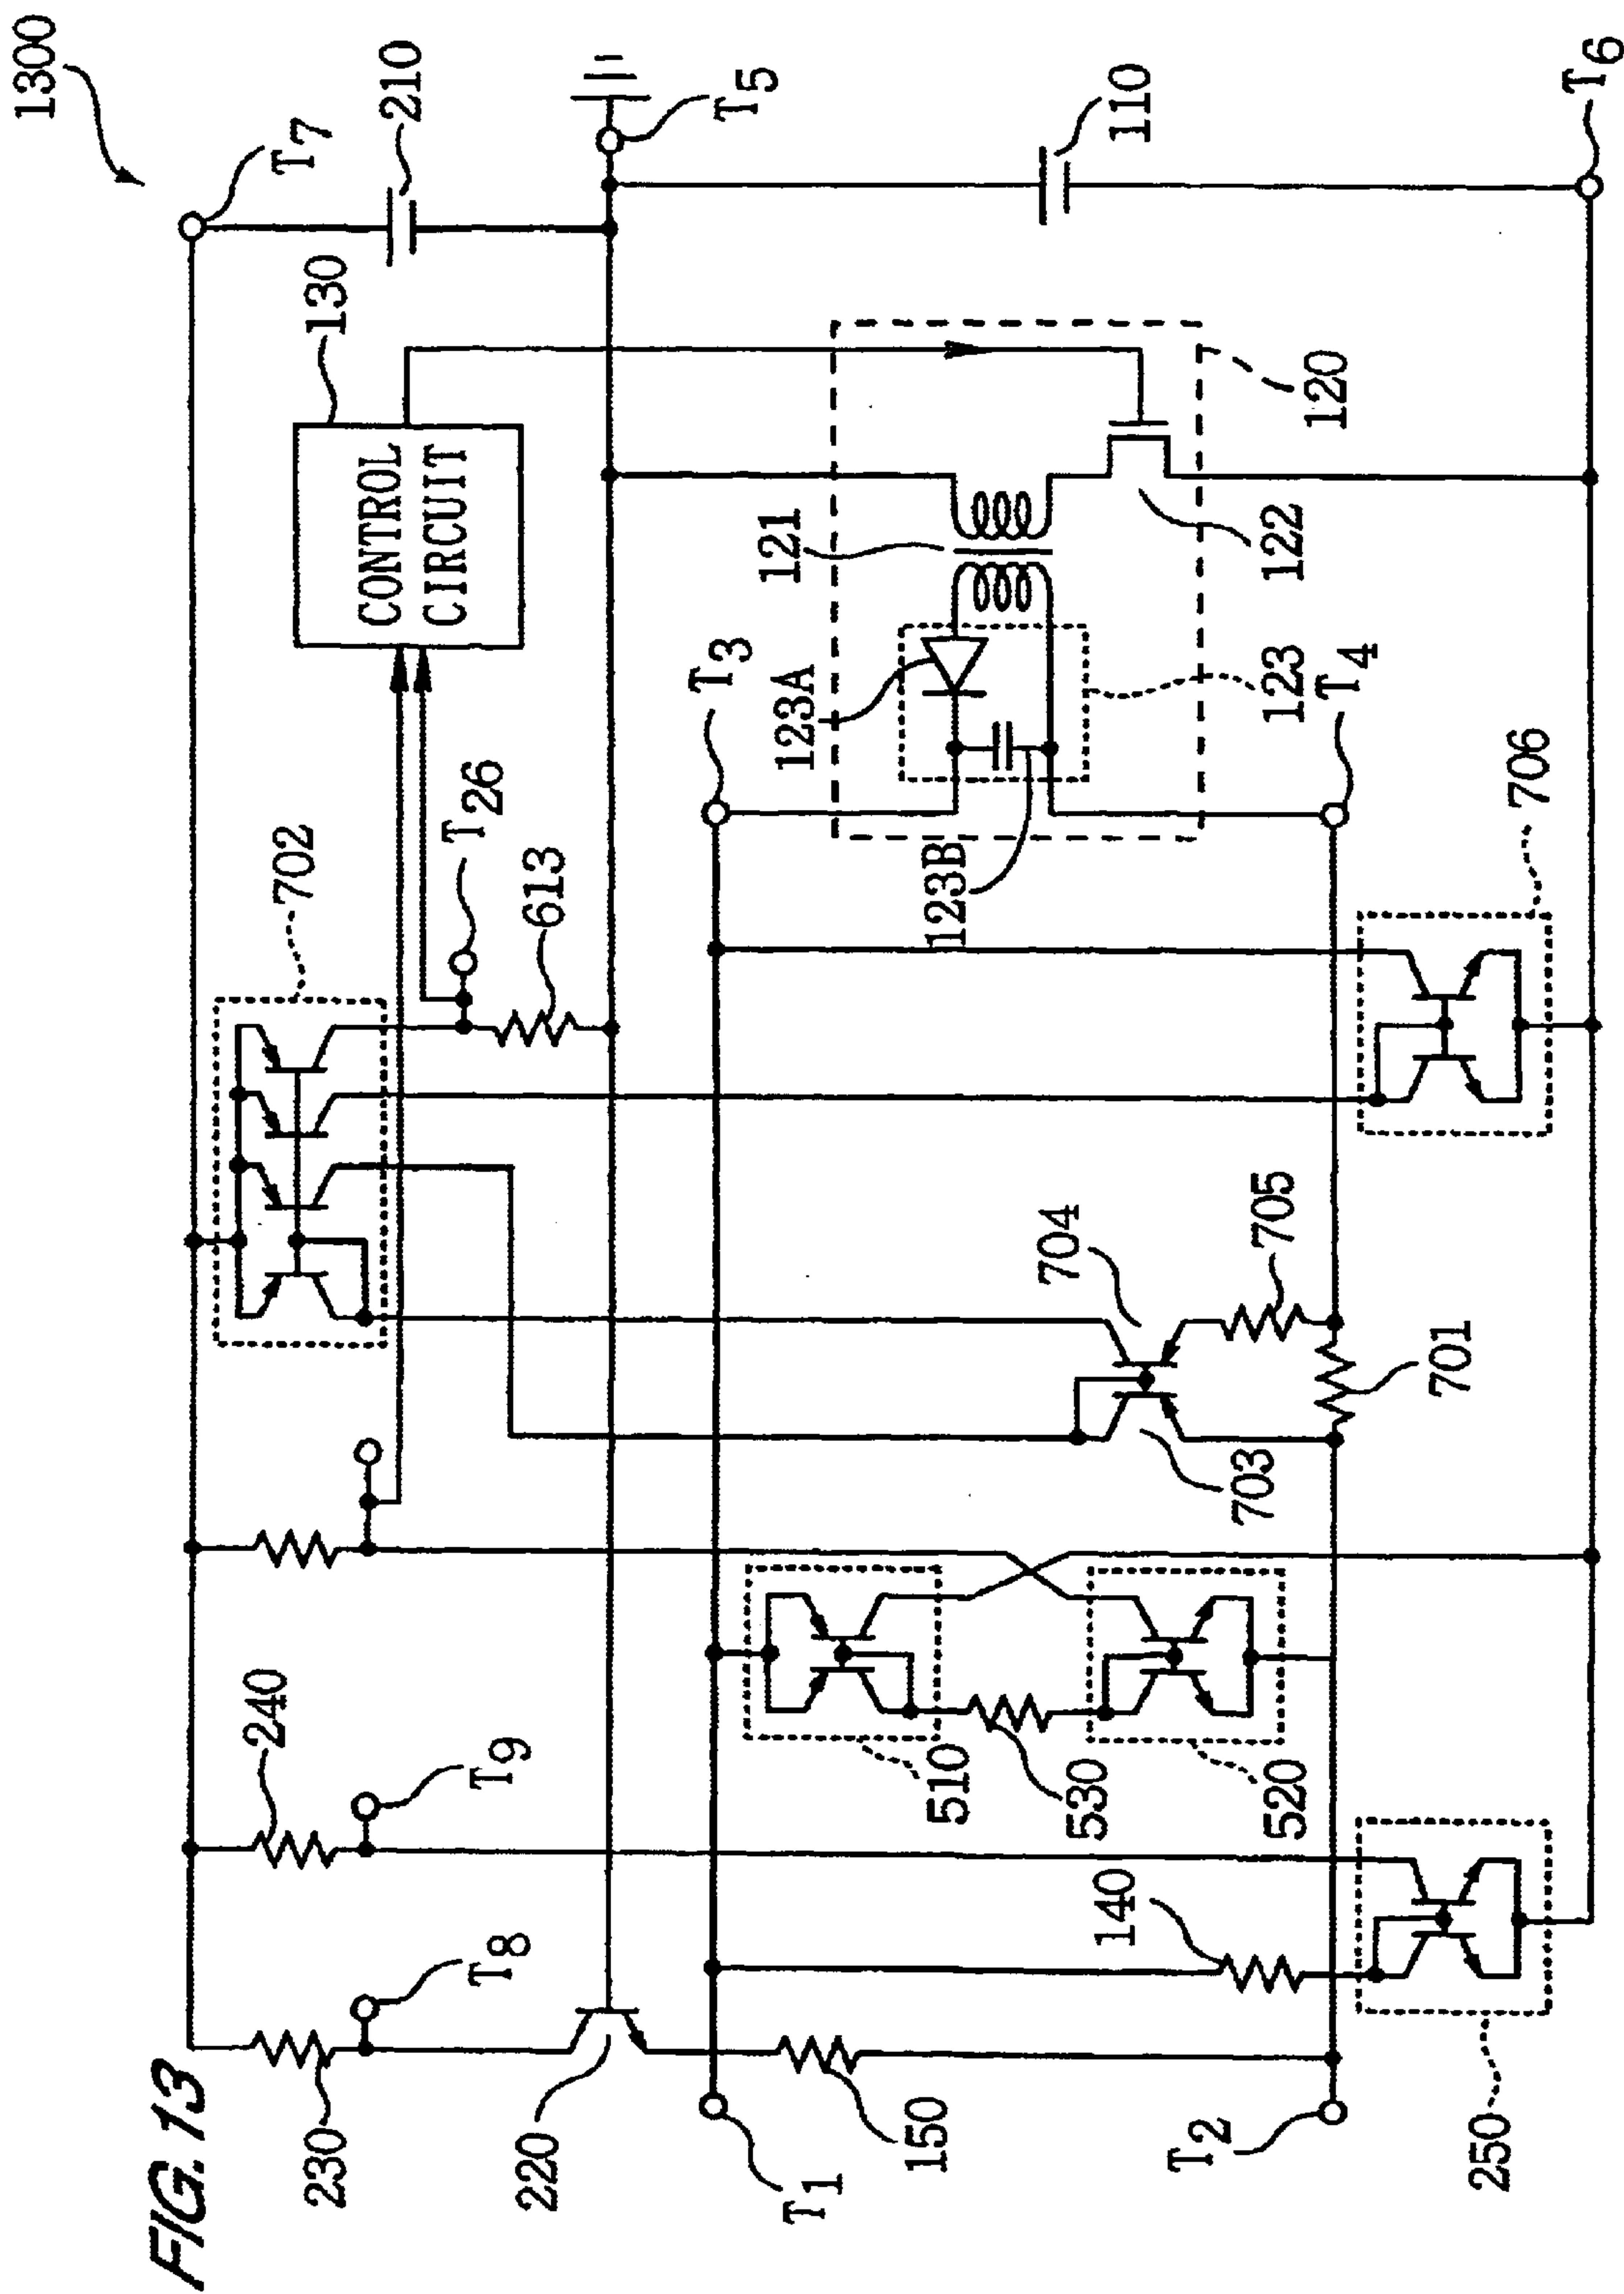 FIG. 13
1300
T7
210
T5
110
T6
130
CONTROL
CIRCUIT
120
121
122
123A
123
T3
T4
123B
T26
613
702
706
704
705
701
703
240
T9
510
530
520
140
T8
230
220
150
T1
T2
250